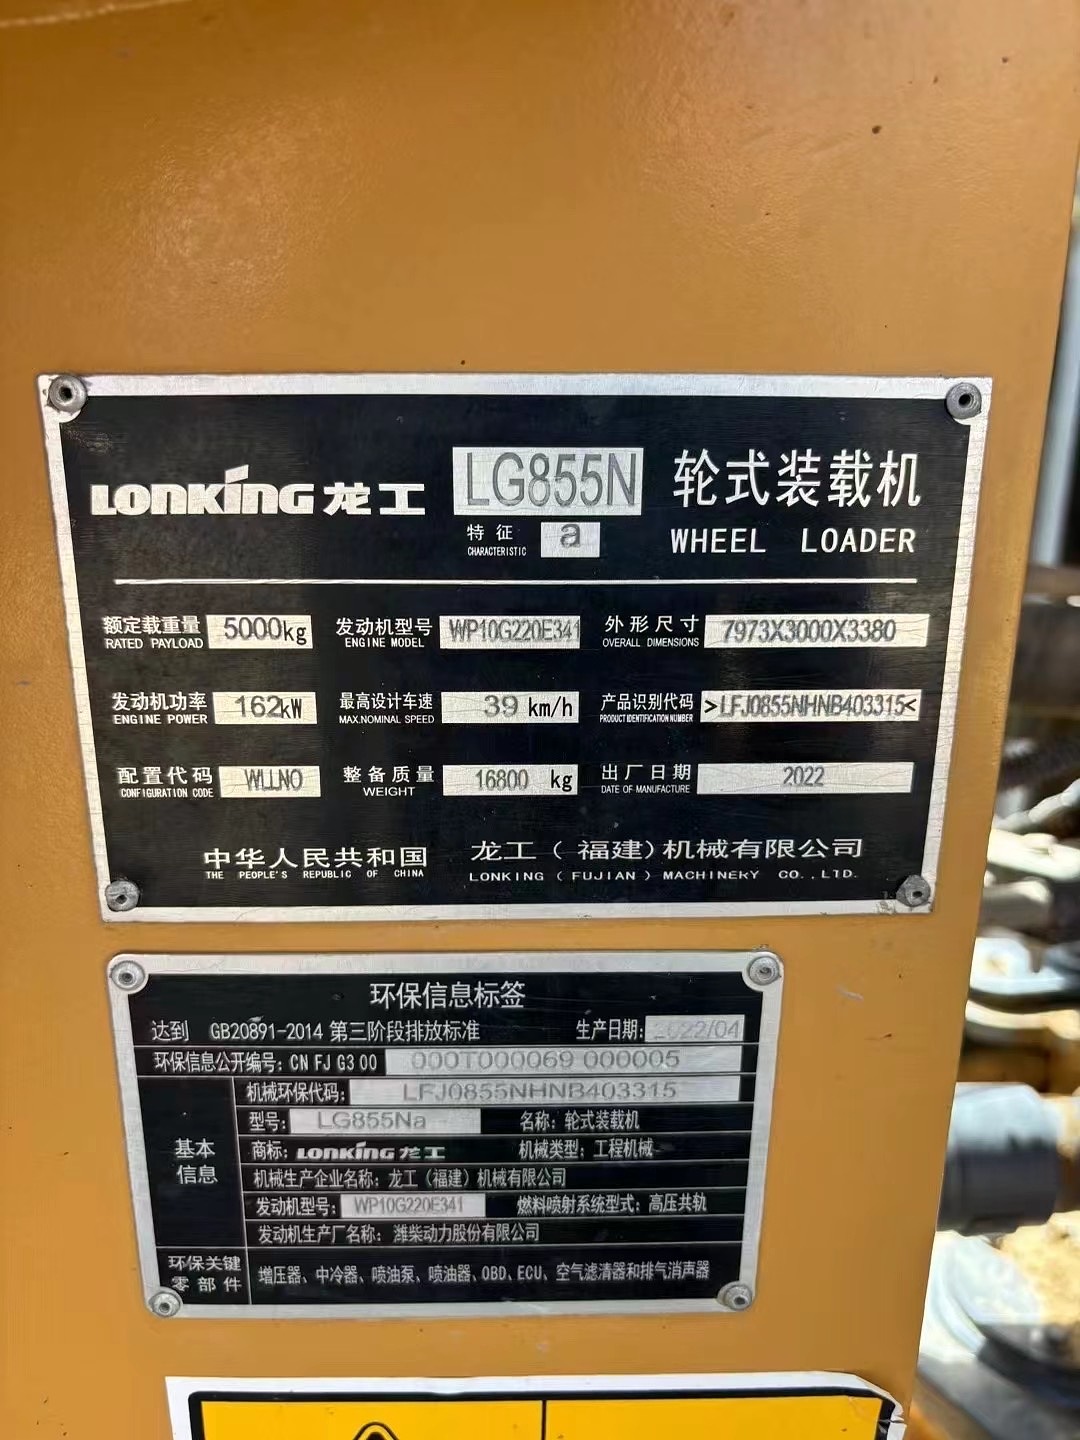 LONKING 龙工 LG855N 轮式装载机
特征 CHARACTERISTIC a WHEEL LOADER
额定载重量 RATED PAYLOAD 5000kg 发动机型号 ENGINE MODEL WP10G220E341 外形尺寸 OVERALL DIMENSIONS 7973X3000X3380
发动机功率 ENGINE POWER 162kW 最高设计车速 MAX.NOMINAL SPEED 39 km/h 产品识别代码 PRODUCT IDENTIFICATION NUMBER >LFJ0855NHNB403315<
配置代码 CONFIGURATION CODE WLLNO 整备质量 WEIGHT 16800 kg 出厂日期 DATE OF MANUFACTURE 2022
中华人民共和国 龙工(福建)机械有限公司
THE PEOPLE'S REPUBLIC OF CHINA LONKING (FUJIAN) MACHINERY CO.,LTD.
环保信息标签
达到 GB20891-2014 第三阶段排放标准 生产日期: 2022/04
环保信息公开编号: CN FJ G3 00 000T000069 000005
基本信息
机械环保代码: LFJ0855NHNB403315
型号: LG855Na 名称: 轮式装载机
商标: LONKING 龙工 机械类型: 工程机械
机械生产企业名称: 龙工(福建)机械有限公司
发动机型号: WP10G220E341 燃料喷射系统型式: 高压共轨
发动机生产厂名称: 潍柴动力股份有限公司
环保关键零部件 增压器、中冷器、喷油泵、喷油器、OBD、ECU、空气滤清器和排气消声器